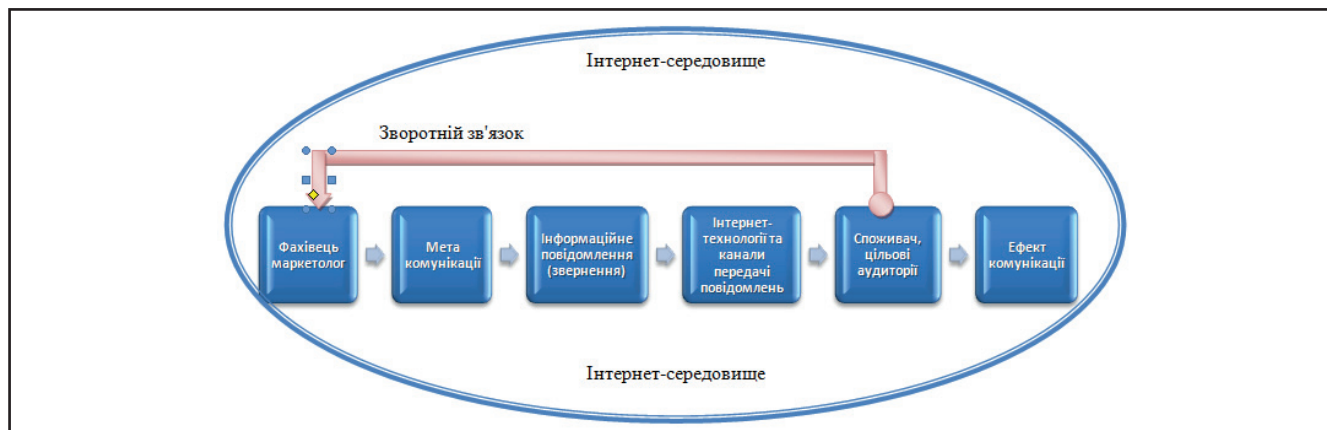 Інтернет-середовище
Зворотній зв'язок
Фахівець
маркетолог
Мета
комунікації
Інформаційне
повідомлення
(звернення)
Інтернет-
технології та
канали
передачі
повідомлень
Споживач,
цільові
аудиторії
Ефект
комунікації
Інтернет-середовище